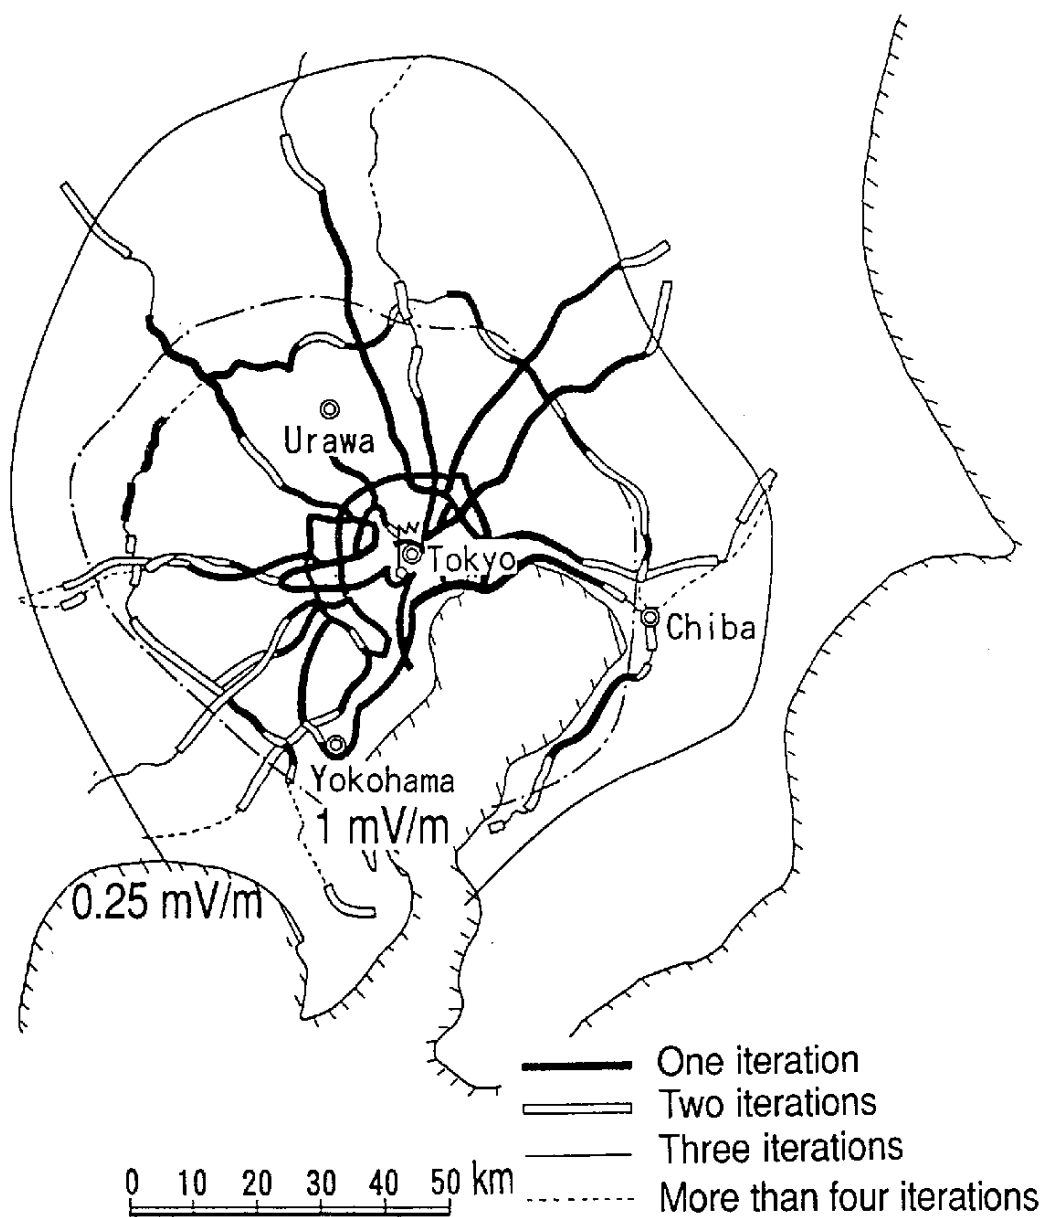 Urawa
Tokyo
Chiba
Yokohama
1 mV/m
0.25 mV/m
One iteration
Two iterations
Three iterations
More than four iterations
0 10 20 30 40 50 km